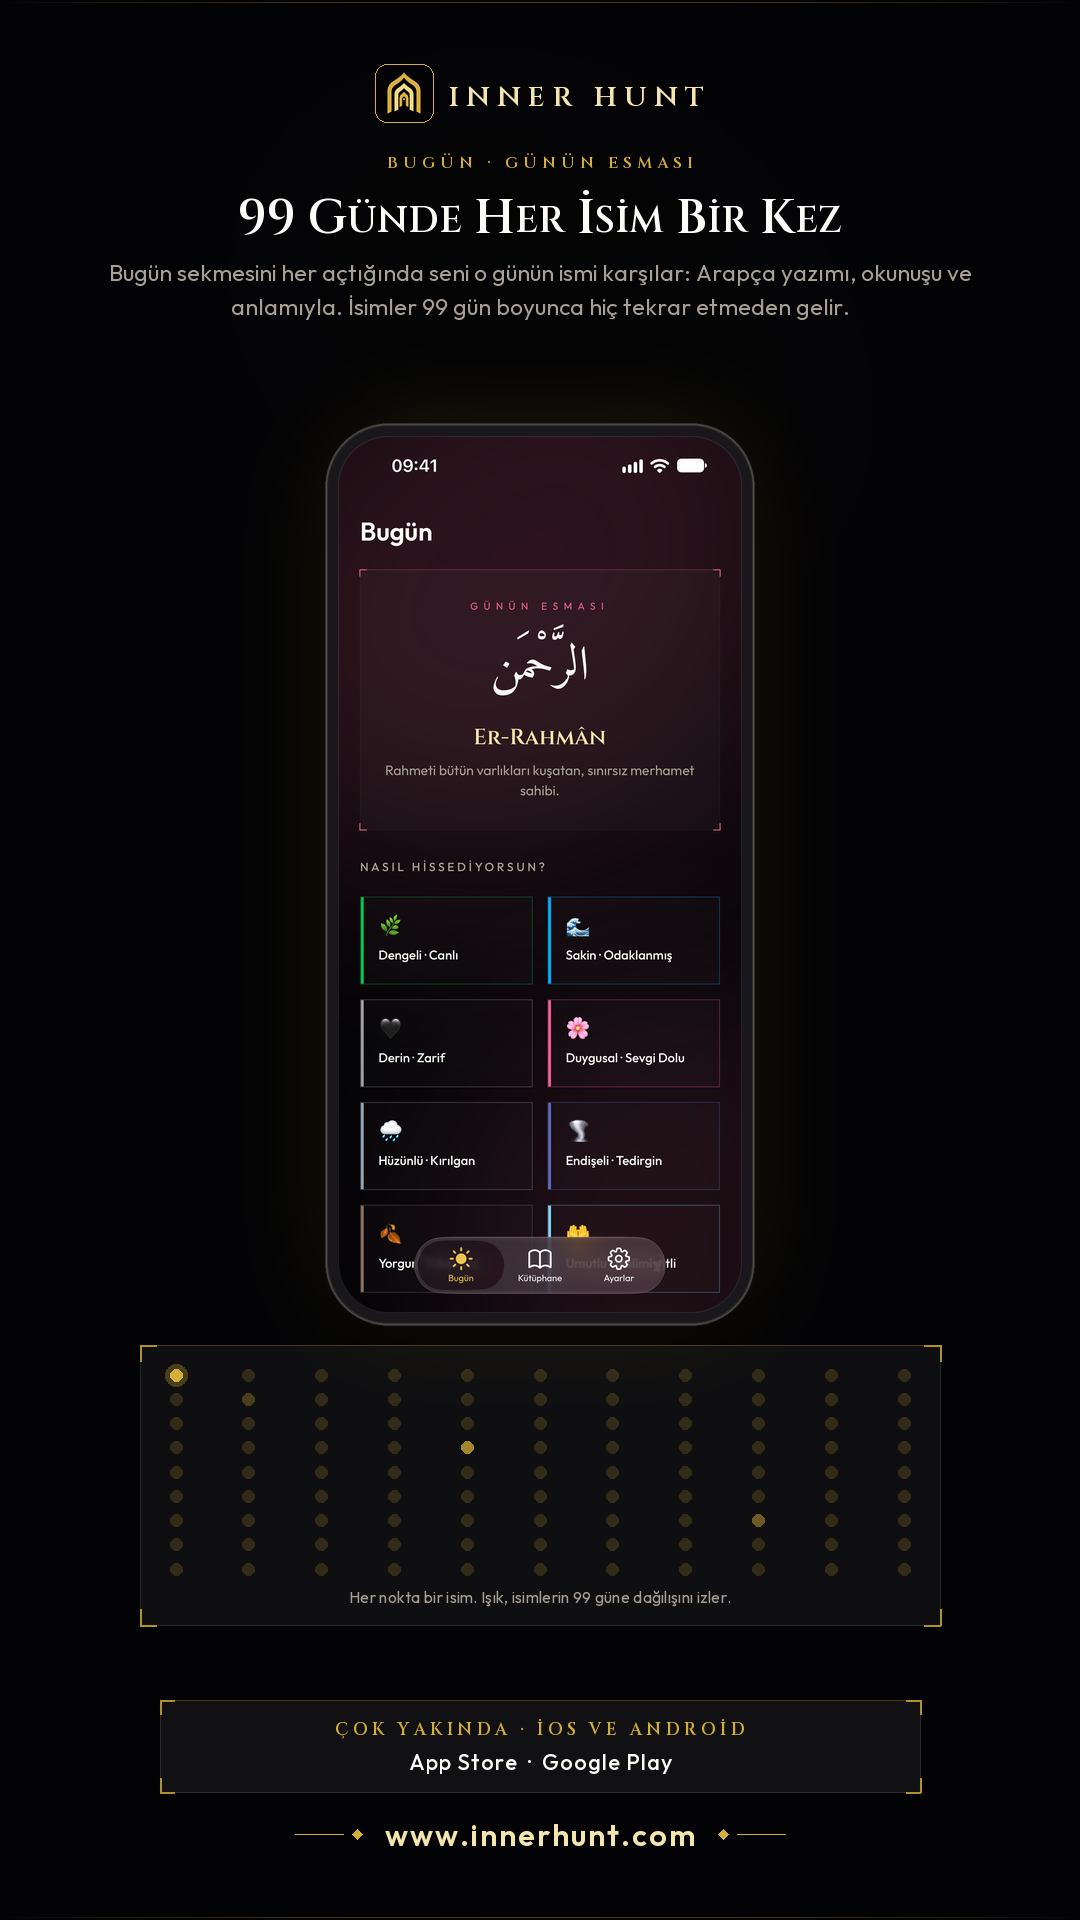 INNER HUNT
BUGÜN · GÜNÜN ESMASI
99 GÜNDE HER İSİM BİR KEZ
Bugün sekmesini her açtığında seni o günün ismi karşılar: Arapça yazımı, okunuşu ve
anlamıyla. İsimler 99 gün boyunca hiç tekrar etmeden gelir.
09:41
Bugün
GÜNÜN ESMASI
الرَّحْمَن
ER-RAHMÂN
Rahmeti bütün varlıkları kuşatan, sınırsız merhamet
sahibi.
NASIL HİSSEDİYORSUN?
Dengeli · Canlı
Sakin · Odaklanmış
Derin · Zarif
Duygusal · Sevgi Dolu
Hüzünlü · Kırılgan
Endişeli · Tedirgin
Bugün
Kütüphane
Ayarlar
Her nokta bir isim. Işık, isimlerin 99 güne dağılışını izler.
ÇOK YAKINDA · İOS VE ANDROİD
App Store · Google Play
www.innerhunt.com